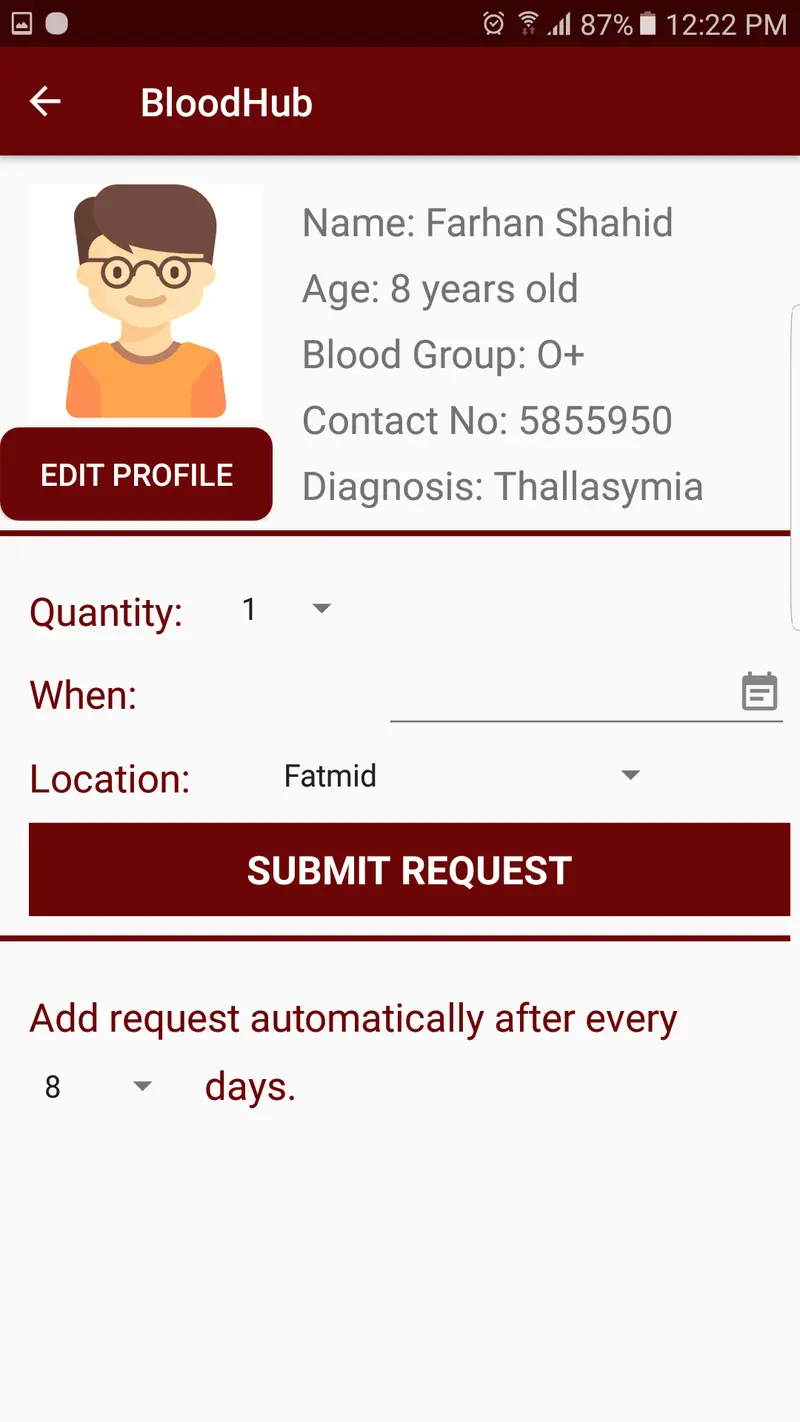 87% 12:22 PM
BloodHub
Name: Farhan Shahid
Age: 8 years old
Blood Group: O+
Contact No: 5855950
EDIT PROFILE
Diagnosis: Thallasymia
Quantity: 1
When:
Location: Fatmid
SUBMIT REQUEST
Add request automatically after every
8 days.